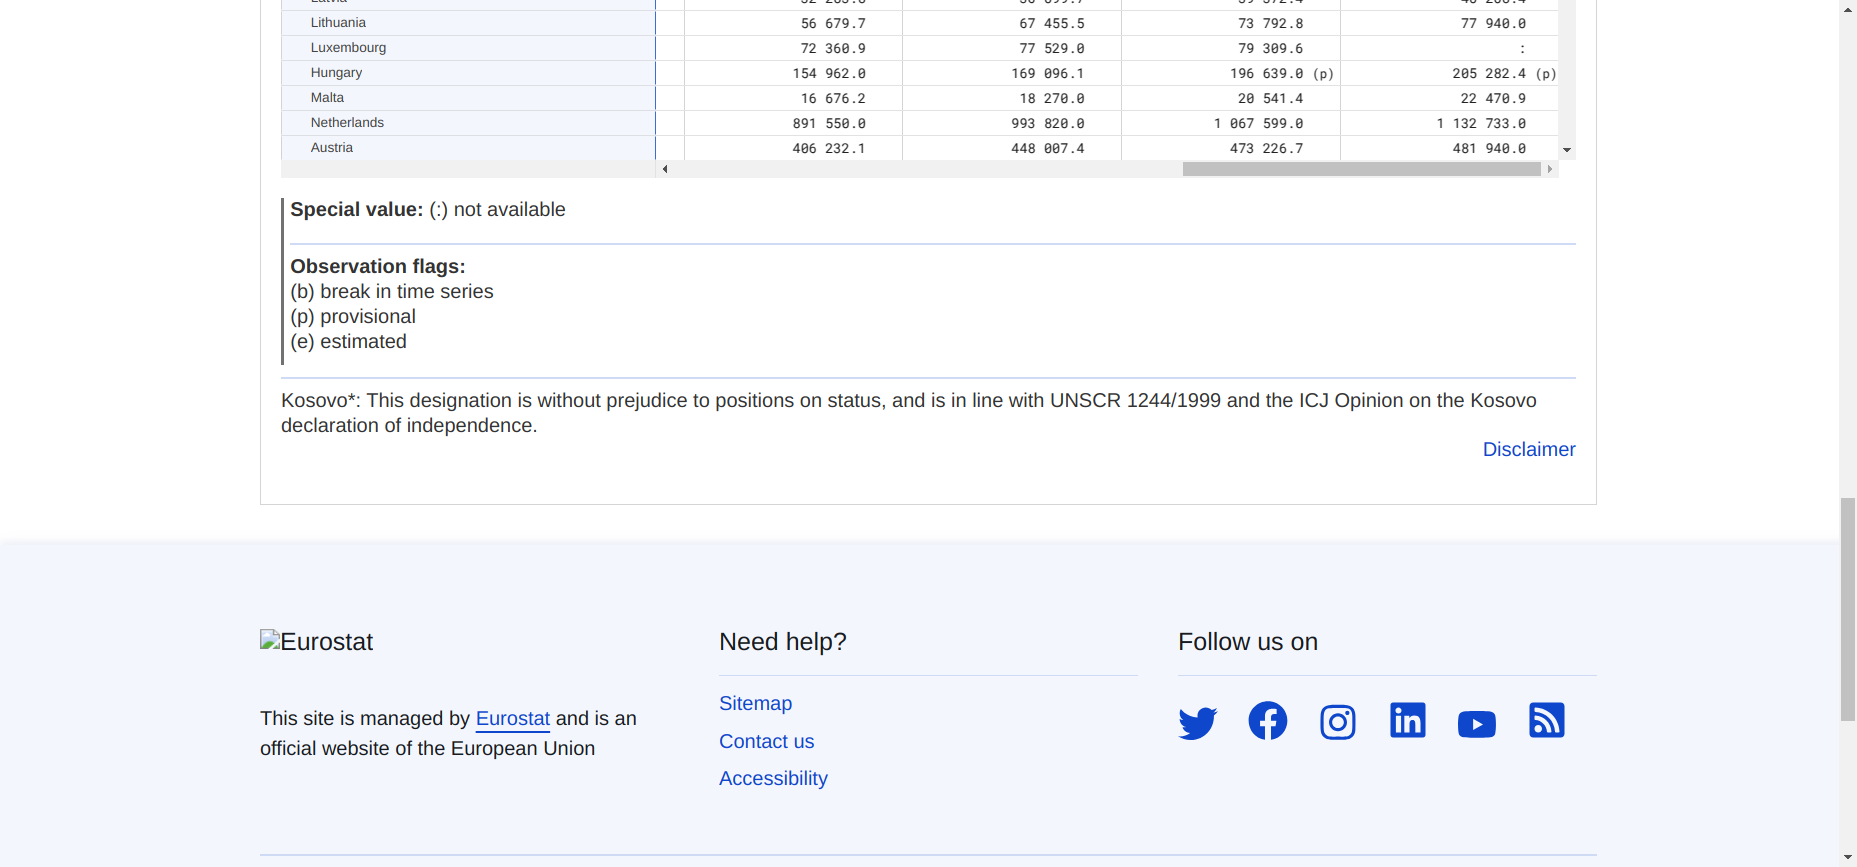 Lithuania 56 679.7 67 455.5 73 792.8 77 940.0
Luxembourg 72 360.9 77 529.0 79 309.6 :
Hungary 154 962.0 169 096.1 196 639.0 (p) 205 282.4 (p)
Malta 16 676.2 18 270.0 20 541.4 22 470.9
Netherlands 891 550.0 993 820.0 1 067 599.0 1 132 733.0
Austria 406 232.1 448 007.4 473 226.7 481 940.0
Special value: (:) not available
Observation flags:
(b) break in time series
(p) provisional
(e) estimated
Kosovo*: This designation is without prejudice to positions on status, and is in line with UNSCR 1244/1999 and the ICJ Opinion on the Kosovo
declaration of independence.
Disclaimer
Eurostat
This site is managed by Eurostat and is an
official website of the European Union
Need help?
Sitemap
Contact us
Accessibility
Follow us on